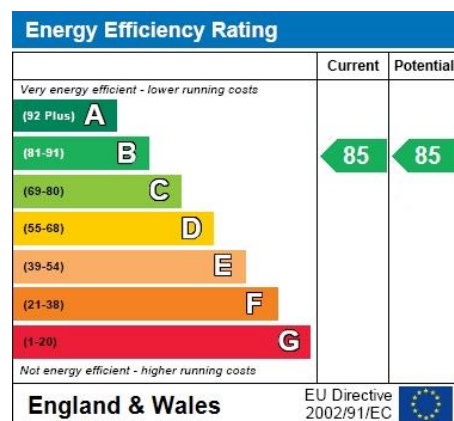 Energy Efficiency Rating
Current Potential
Very energy efficient - lower running costs
(92 Plus) A
(81-91) B 85 85
(69-80) C
(55-68) D
(39-54) E
(21-38) F
(1-20) G
Not energy efficient - higher running costs
England & Wales
EU Directive
2002/91/EC